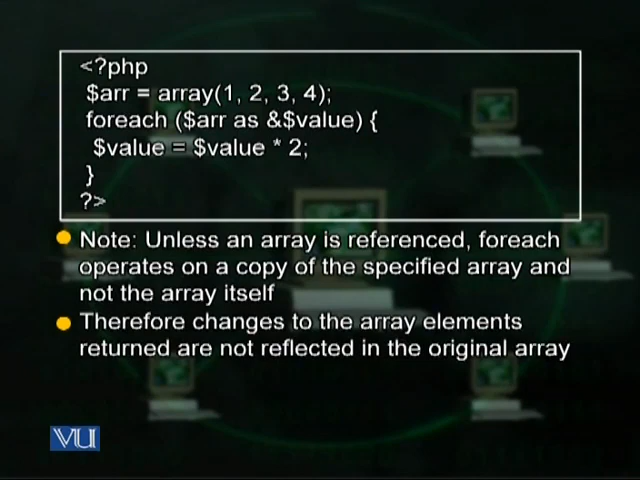 <?php
$arr = array(1, 2, 3, 4);
foreach ($arr as &$value) {
$value = $value * 2;
}
?>
Note: Unless an array is referenced, foreach
operates on a copy of the specified array and
not the array itself
Therefore changes to the array elements
returned are not reflected in the original array
VU